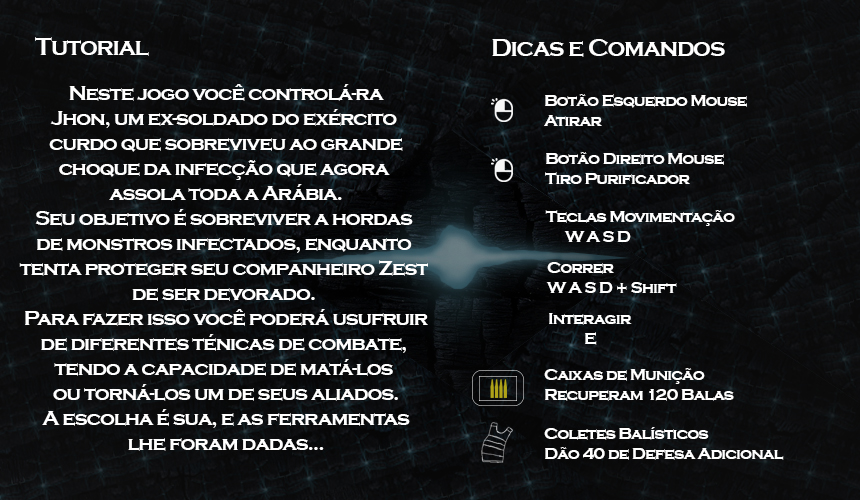 Tutorial
Neste jogo você controlá-ra
Jhon, um ex-soldado do exército
curdo que sobreviveu ao grande
choque da infecção que agora
assola toda a Arábia.
Seu objetivo é sobreviver a hordas
de monstros infectados, enquanto
tenta proteger seu companheiro Zest
de ser devorado.
Para fazer isso você poderá usufruir
de diferentes ténicas de combate,
tendo a capacidade de matá-los
ou torná-los um de seus aliados.
A escolha é sua, e as ferramentas
lhe foram dadas...
Dicas e Comandos
Botão Esquerdo Mouse
Atirar
Botão Direito Mouse
Tiro Purificador
Teclas Movimentação
W A S D
Correr
W A S D + Shift
Interagir
E
Caixas de Munição
Recuperam 120 Balas
Coletes Balísticos
Dão 40 de Defesa Adicional